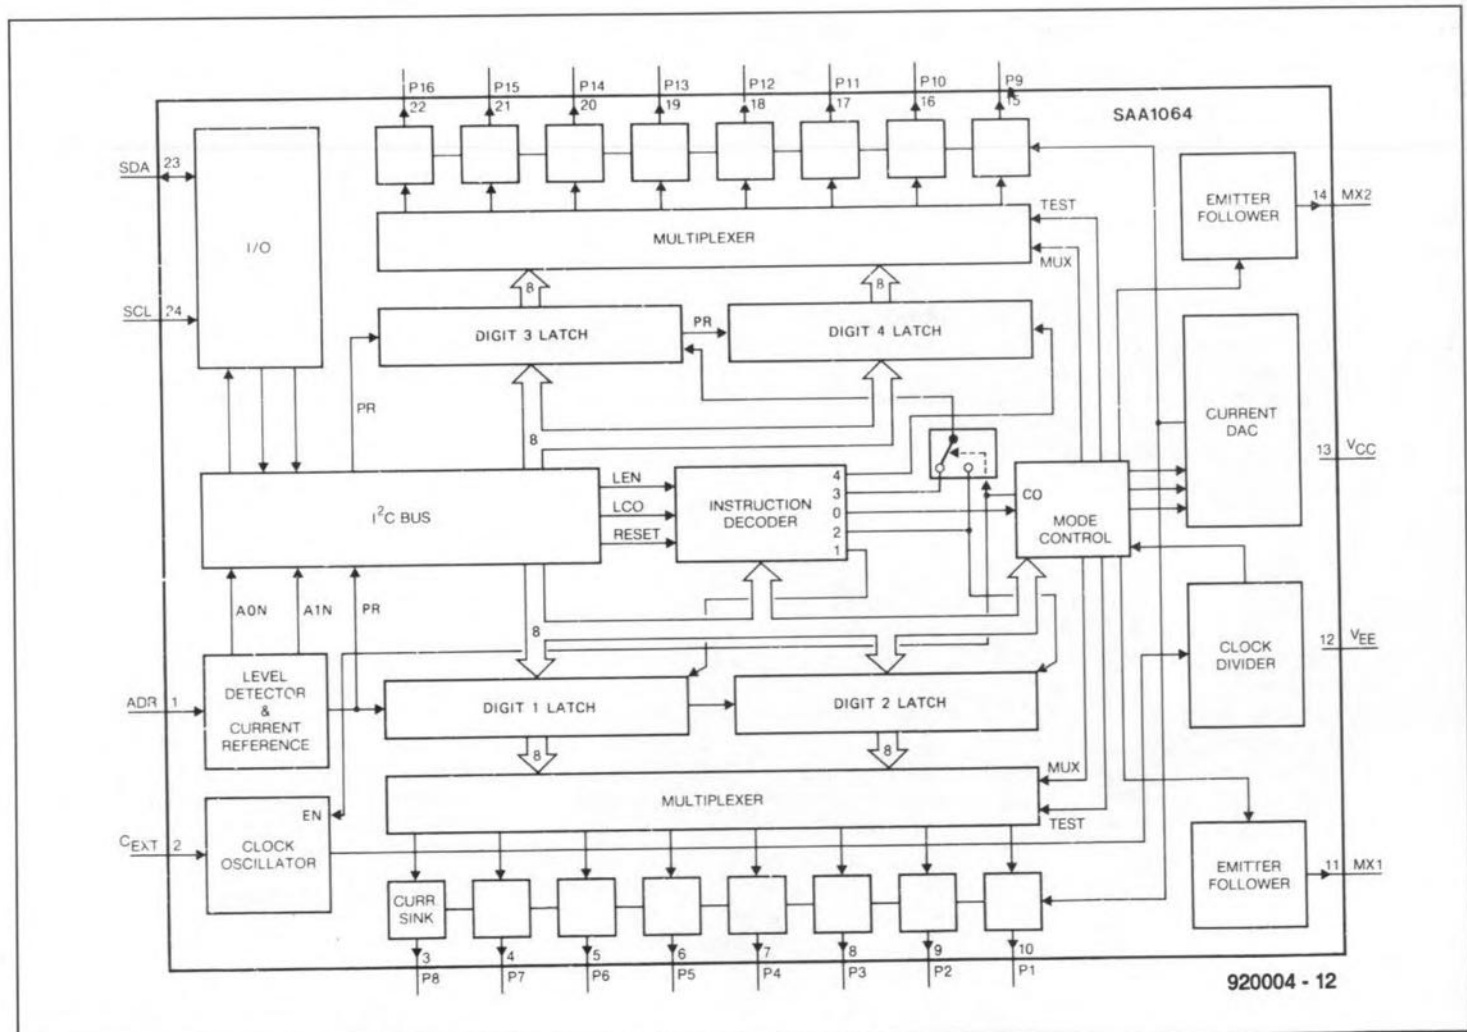 P16 P15 P14 P13 P12 P11 P10 P9
22 21 20 19 18 17 16 15
SAA1064
SDA 23
I/O
SCL 24
MULTIPLEXER
TEST
MUX
EMITTER
FOLLOWER
14 MX2
8
8
DIGIT 3 LATCH
PR
DIGIT 4 LATCH
PR
8
CURRENT
DAC
13 VCC
I²C BUS
LEN
LCO
RESET
INSTRUCTION
DECODER
4
3
0
2
1
CO
MODE
CONTROL
A0N
A1N
PR
8
CLOCK
DIVIDER
12 VEE
ADR 1
LEVEL
DETECTOR
&
CURRENT
REFERENCE
DIGIT 1 LATCH
DIGIT 2 LATCH
8
8
MULTIPLEXER
MUX
TEST
CEXT 2
EN
CLOCK
OSCILLATOR
EMITTER
FOLLOWER
11 MX1
CURR.
SINK
3 4 5 6 7 8 9 10
P8 P7 P6 P5 P4 P3 P2 P1
920004 - 12